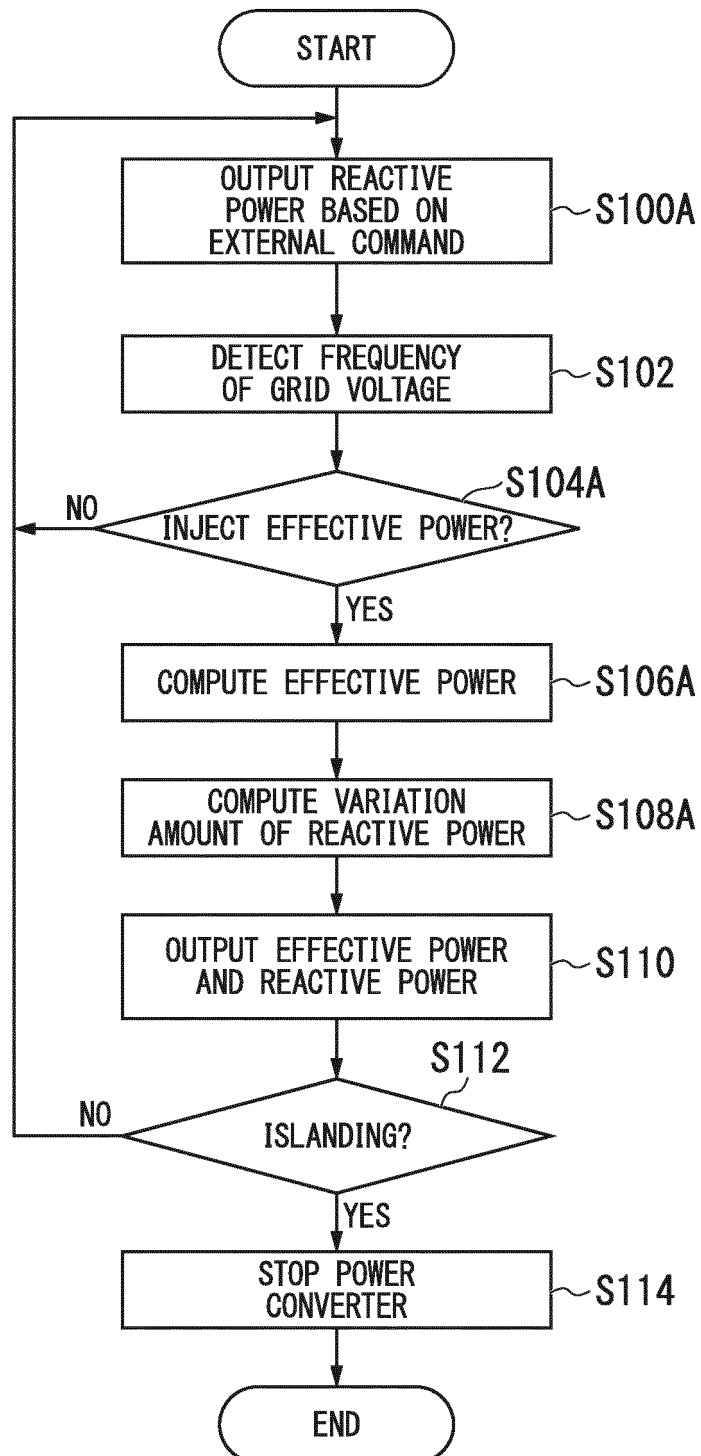 START
OUTPUT REACTIVE
POWER BASED ON
EXTERNAL COMMAND
S100A
DETECT FREQUENCY
OF GRID VOLTAGE
S102
S104A
NO
INJECT EFFECTIVE POWER?
YES
COMPUTE EFFECTIVE POWER
S106A
COMPUTE VARIATION
AMOUNT OF REACTIVE POWER
S108A
OUTPUT EFFECTIVE POWER
AND REACTIVE POWER
S110
S112
NO
ISLANDING?
YES
STOP POWER
CONVERTER
S114
END